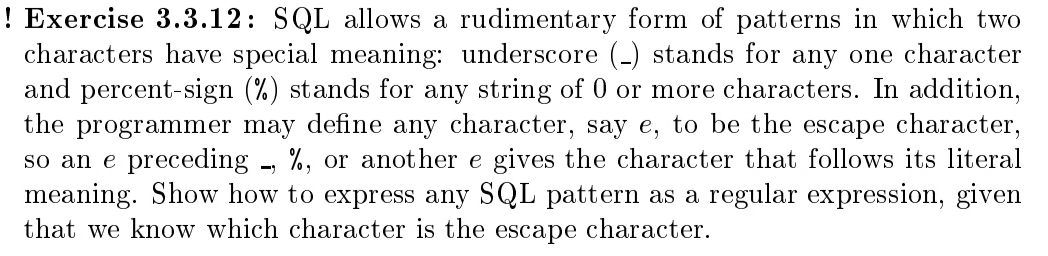 ! Exercise 3.3.12: SQL allows a rudimentary form of patterns in which two
characters have special meaning: underscore (_) stands for any one character
and percent-sign (%) stands for any string of 0 or more characters. In addition,
the programmer may define any character, say e, to be the escape character,
so an e preceding _, %, or another e gives the character that follows its literal
meaning. Show how to express any SQL pattern as a regular expression, given
that we know which character is the escape character.